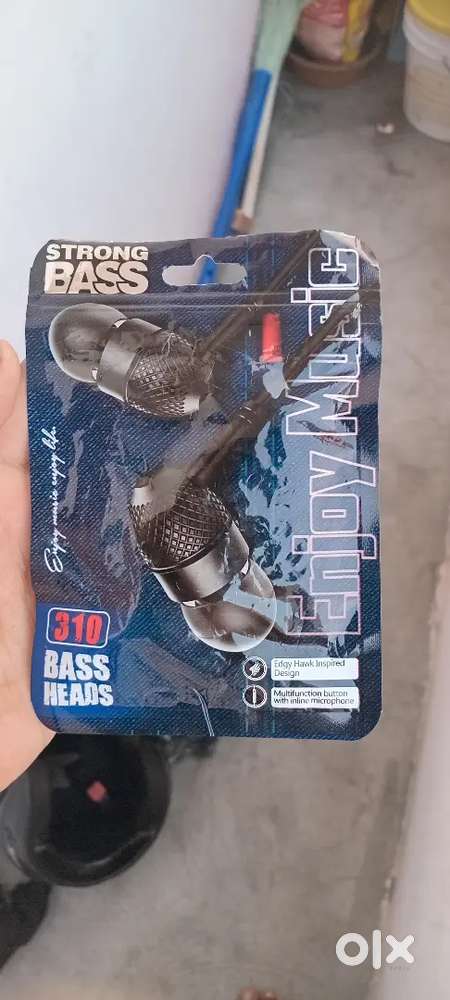 STRONG
BASS
Enjoy Music
Enjoy music enjoy life.
310
BASS
HEADS
Edgy Hawk Inspired
Design
Multifunction button
with inline microphone
olx